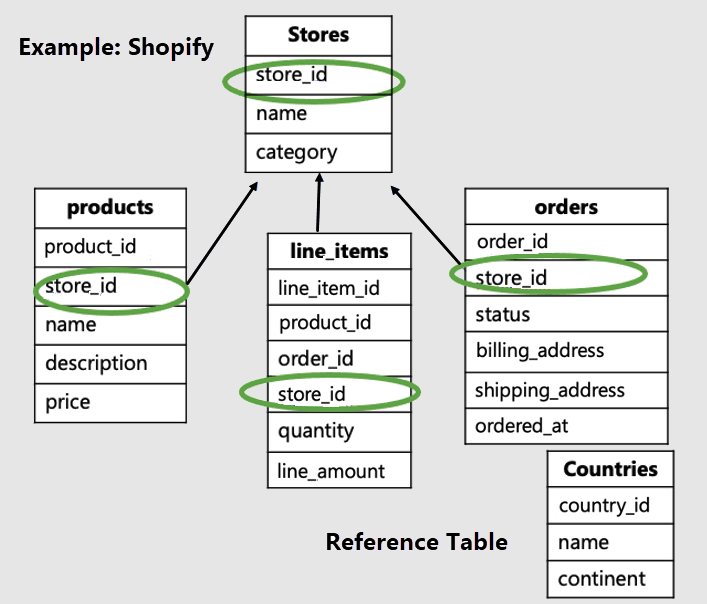 Example: Shopify
Stores
store_id
name
category
products
product_id
store_id
name
description
price
line_items
line_item_id
product_id
order_id
store_id
quantity
line_amount
orders
order_id
store_id
status
billing_address
shipping_address
ordered_at
Reference Table
Countries
country_id
name
continent